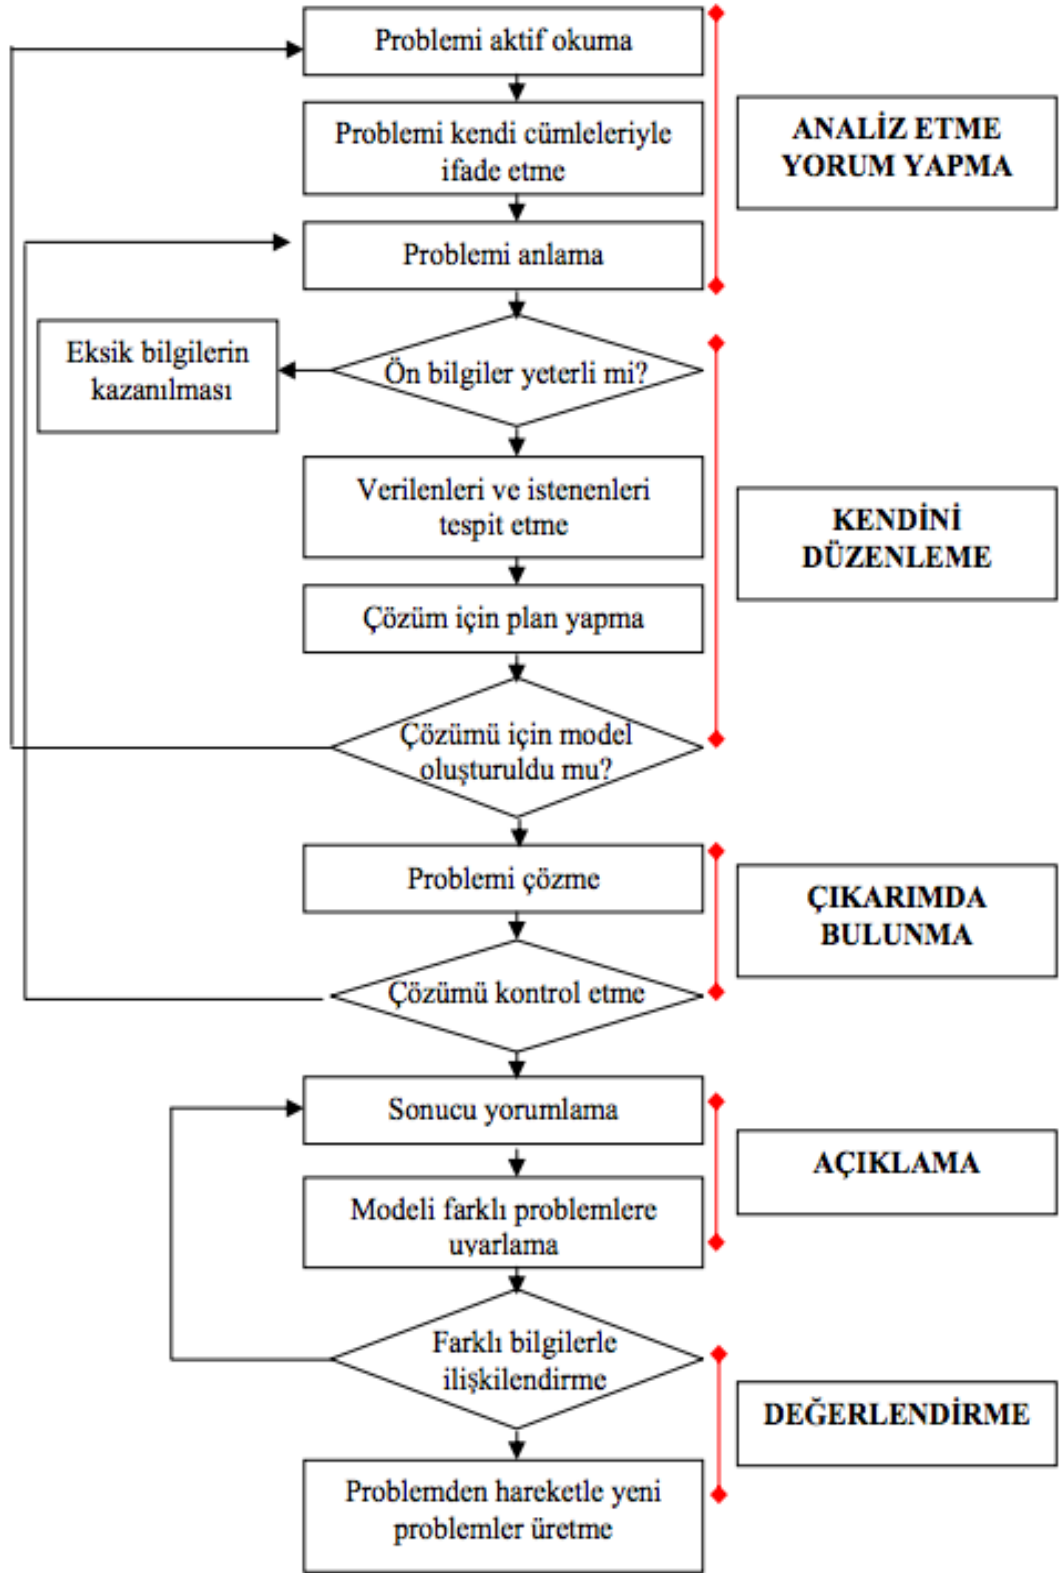 Problemi aktif okuma
ANALİZ ETME
YORUM YAPMA
Problemi kendi cümleleriyle
ifade etme
Problemi anlama
Eksik bilgilerin
kazanılması
Ön bilgiler yeterli mi?
Verilenleri ve istenenleri
tespit etme
KENDİNİ
DÜZENLEME
Çözüm için plan yapma
Çözümü için model
oluşturuldu mu?
Problemi çözme
ÇIKARIMDA
BULUNMA
Çözümü kontrol etme
Sonucu yorumlama
AÇIKLAMA
Modeli farklı problemlere
uyarlama
Farklı bilgilerle
ilişkilendirme
DEĞERLENDİRME
Problemden hareketle yeni
problemler üretme